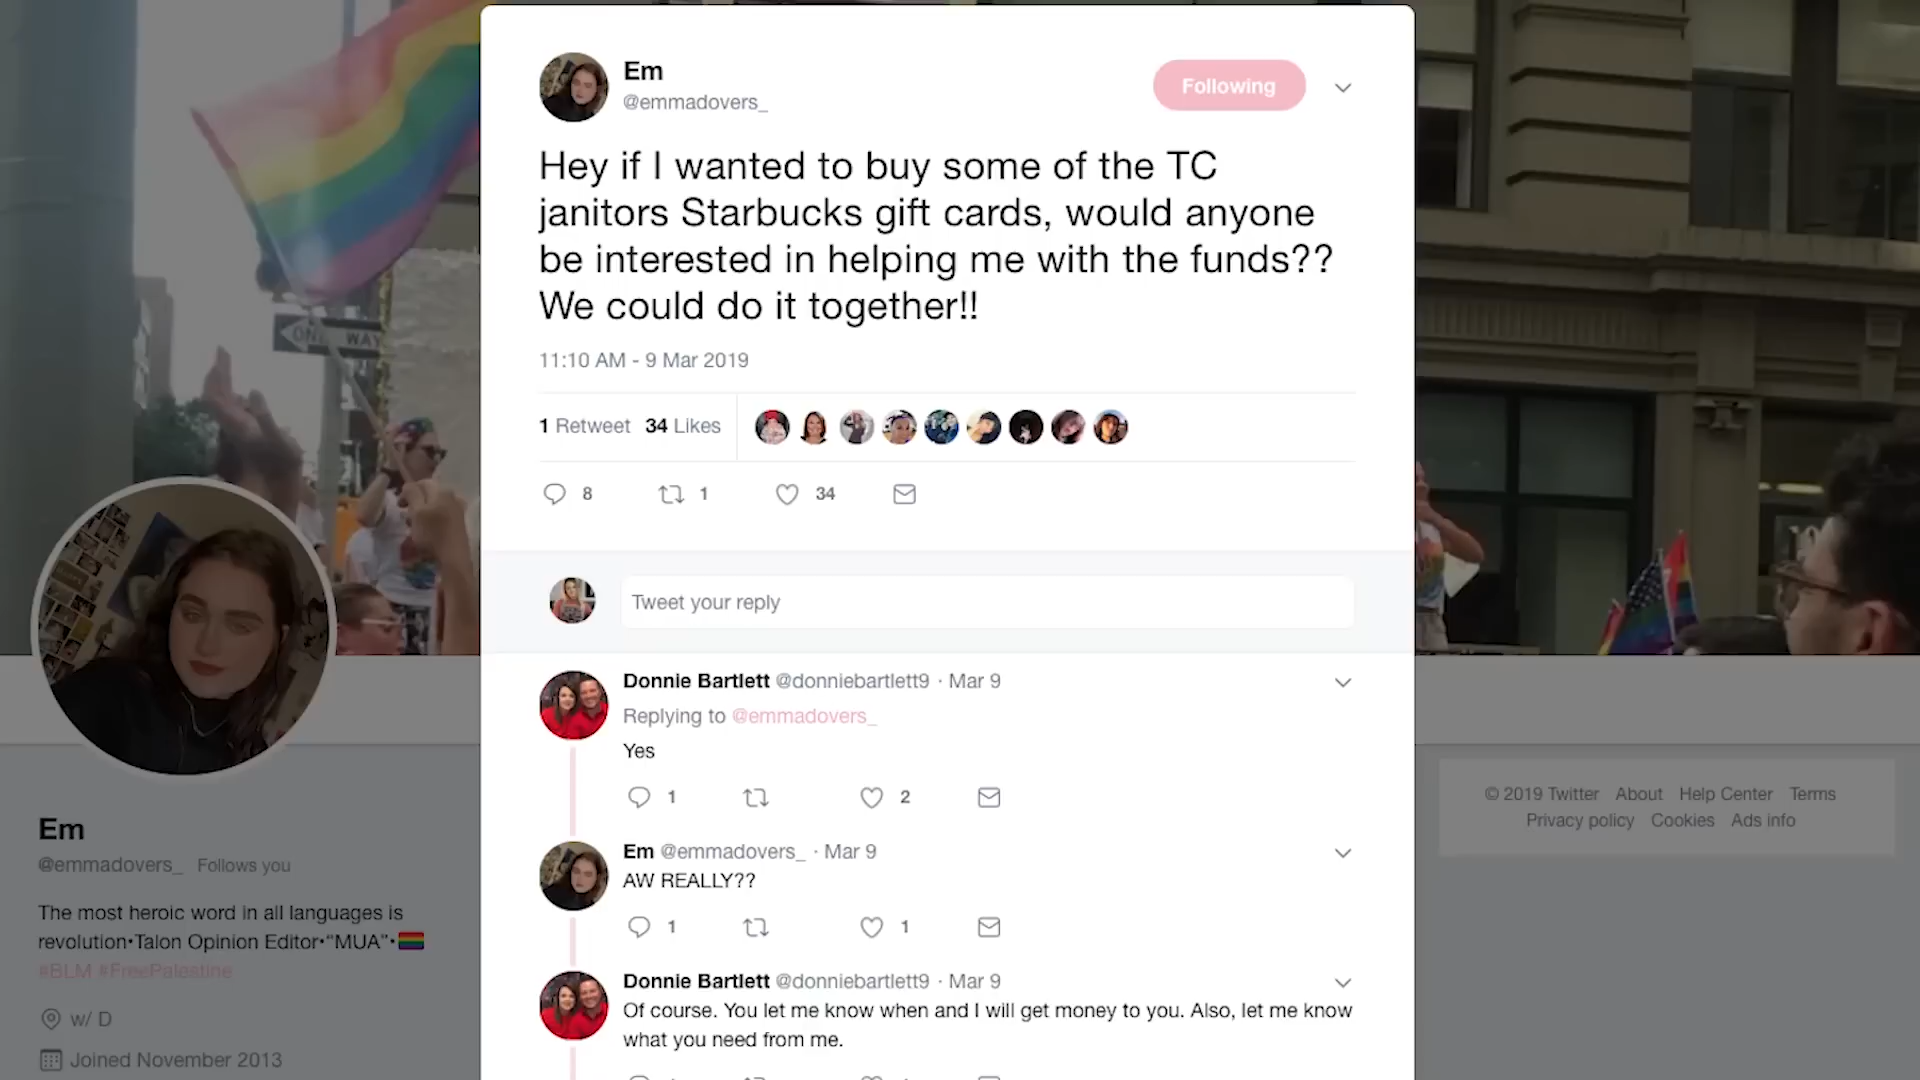 Em
@emmadovers_
Following
Hey if I wanted to buy some of the TC
janitors Starbucks gift cards, would anyone
be interested in helping me with the funds??
We could do it together!!
11:10 AM - 9 Mar 2019
1 Retweet 34 Likes
8 1 34
Tweet your reply
Donnie Bartlett @donniebartlett9 · Mar 9
Replying to @emmadovers_
Yes
1 2
Em @emmadovers_ · Mar 9
AW REALLY??
1 1
Donnie Bartlett @donniebartlett9 · Mar 9
Of course. You let me know when and I will get money to you. Also, let me know
what you need from me.
ONE WAY
Em
@emmadovers_ Follows you
The most heroic word in all languages is
revolution•Talon Opinion Editor•“MUA”•
#BLM #FreePalestine
w/ D
Joined November 2013
© 2019 Twitter About Help Center Terms
Privacy policy Cookies Ads info